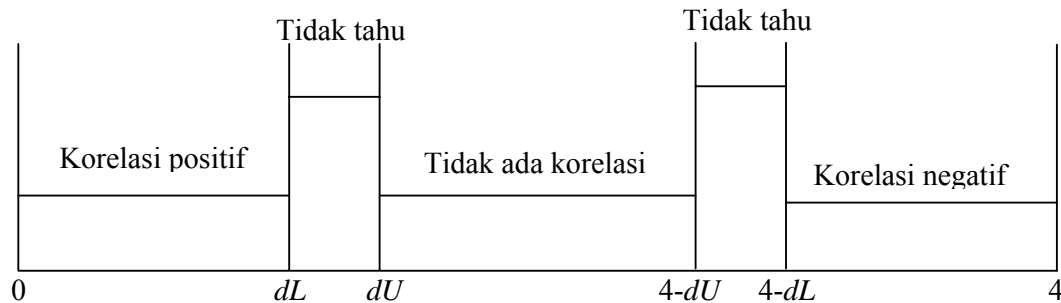 Tidak tahu
Tidak tahu
Korelasi positif
Tidak ada korelasi
Korelasi negatif
0 dL dU 4-dU 4-dL 4